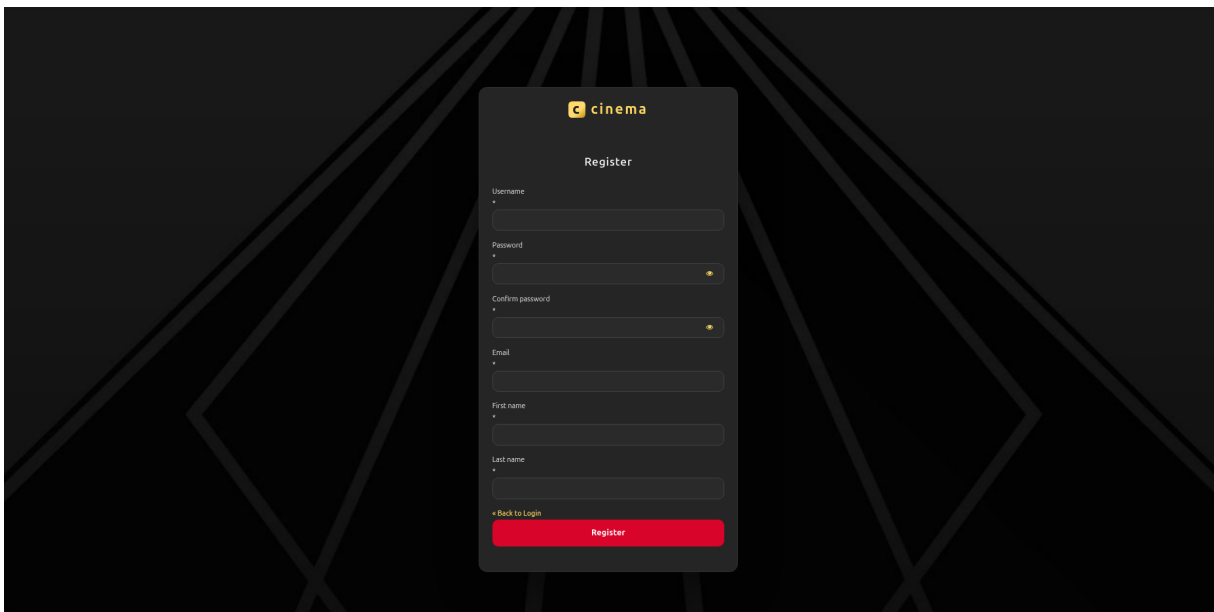 c cinema
Register
Username
*
Password
*
Confirm password
*
Email
*
First name
*
Last name
*
« Back to Login
Register